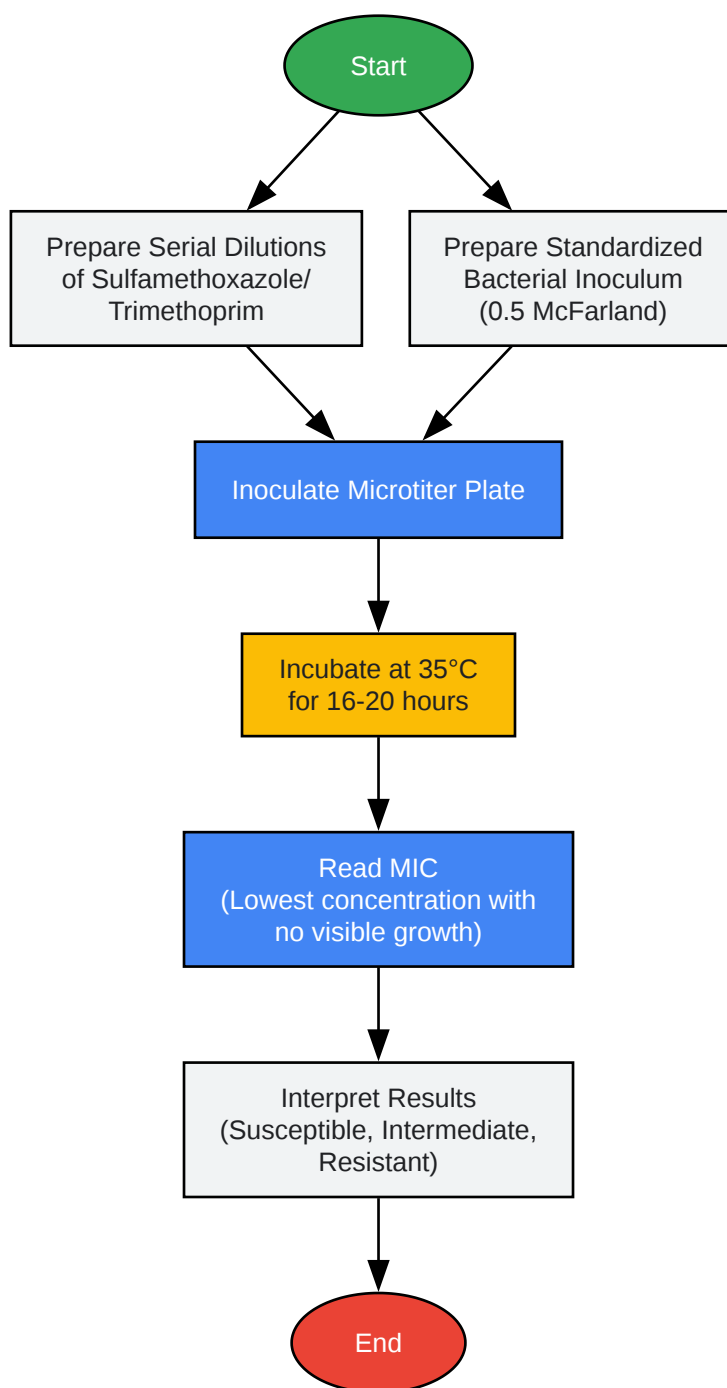 Start
Prepare Serial Dilutions
of Sulfamethoxazole/
Trimethoprim
Prepare Standardized
Bacterial Inoculum
(0.5 McFarland)
Inoculate Microtiter Plate
Incubate at 35°C
for 16-20 hours
Read MIC
(Lowest concentration with
no visible growth)
Interpret Results
(Susceptible, Intermediate,
Resistant)
End